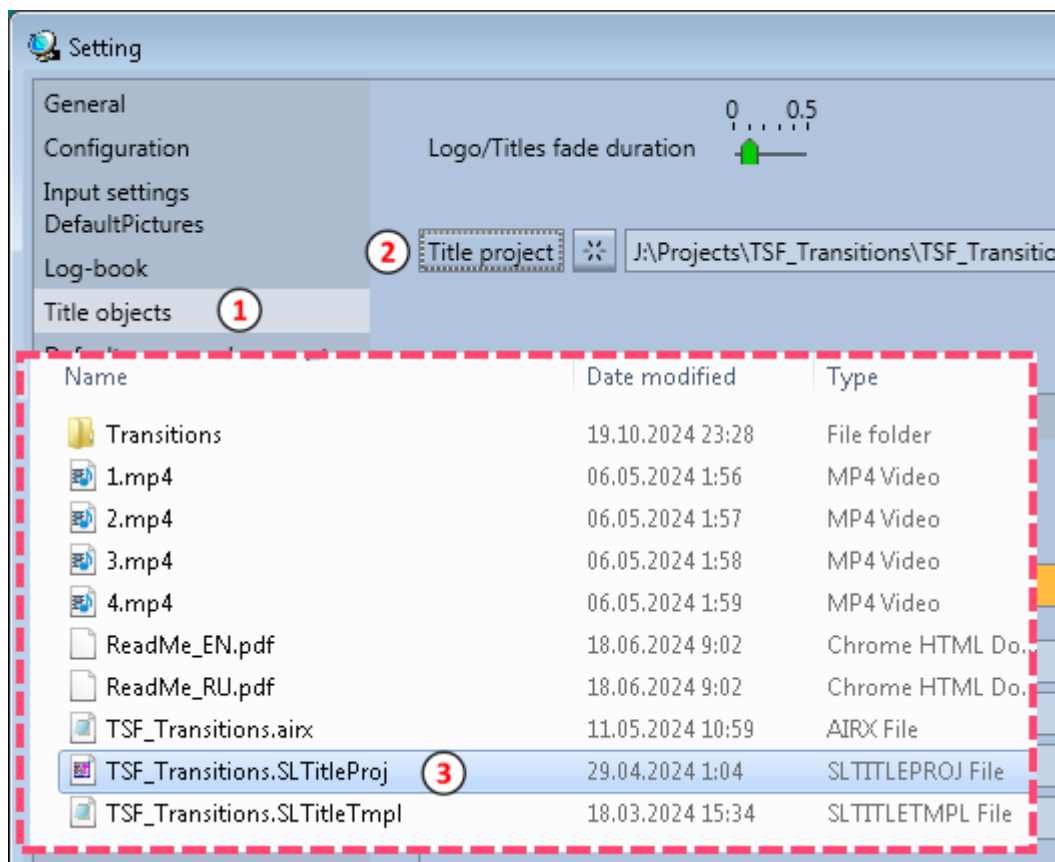 Setting
General
Configuration
Input settings
DefaultPictures
Log-book
Title objects 1
0 0.5
Logo/Titles fade duration
2 Title project J:\Projects\TSF_Transitions\TSF_Transitio
Name Date modified Type
Transitions 19.10.2024 23:28 File folder
1.mp4 06.05.2024 1:56 MP4 Video
2.mp4 06.05.2024 1:57 MP4 Video
3.mp4 06.05.2024 1:58 MP4 Video
4.mp4 06.05.2024 1:59 MP4 Video
ReadMe_EN.pdf 18.06.2024 9:02 Chrome HTML Do...
ReadMe_RU.pdf 18.06.2024 9:02 Chrome HTML Do...
TSF_Transitions.airx 11.05.2024 10:59 AIRX File
TSF_Transitions.SLTitleProj 3 29.04.2024 1:04 SLTITLEPROJ File
TSF_Transitions.SLTitleTmpl 18.03.2024 15:34 SLTITLETMPL File